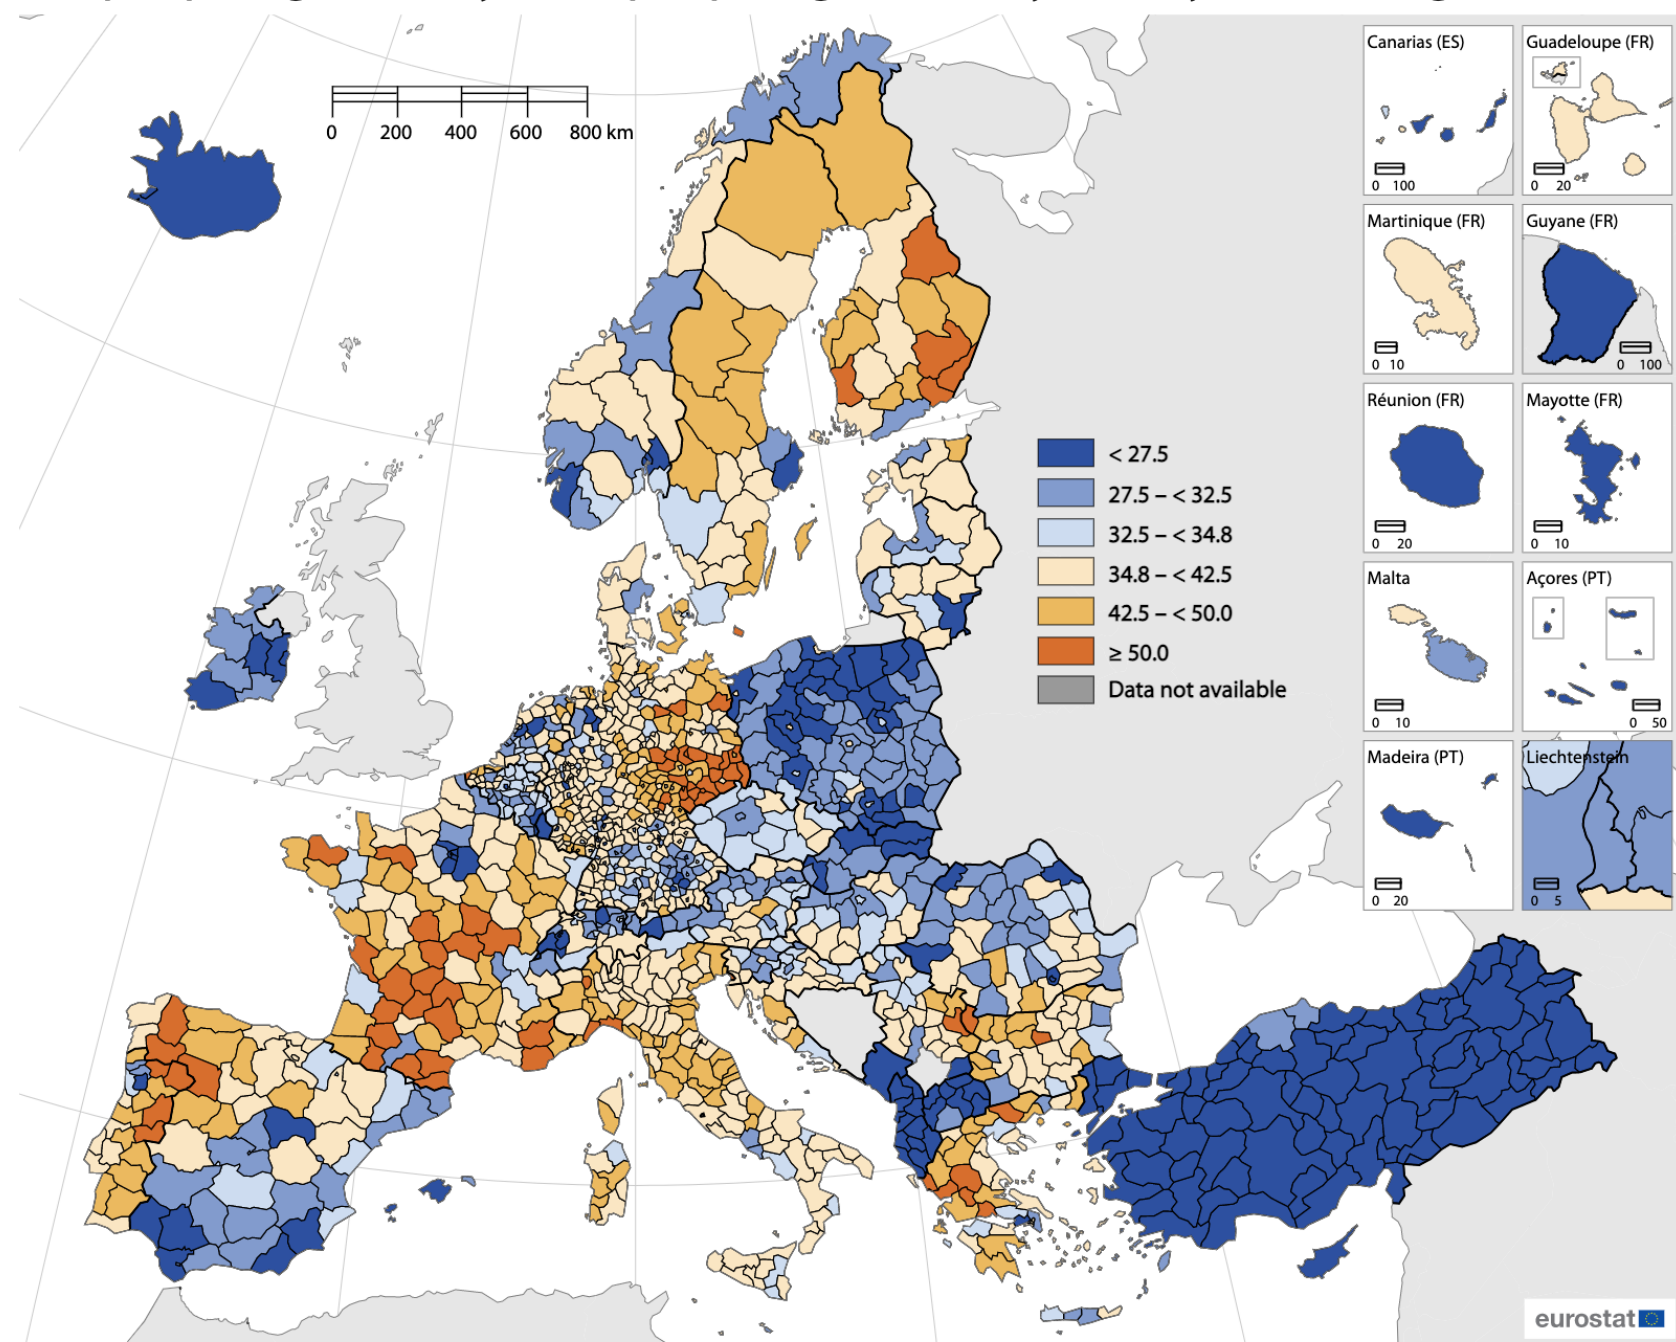 0 200 400 600 800 km
< 27.5
27.5 – < 32.5
32.5 – < 34.8
34.8 – < 42.5
42.5 – < 50.0
≥ 50.0
Data not available
Canarias (ES)
0 100
Guadeloupe (FR)
0 20
Martinique (FR)
0 10
Guyane (FR)
0 100
Réunion (FR)
0 20
Mayotte (FR)
0 10
Malta
0 10
Açores (PT)
0 50
Madeira (PT)
0 20
Liechtenstein
0 5
eurostat